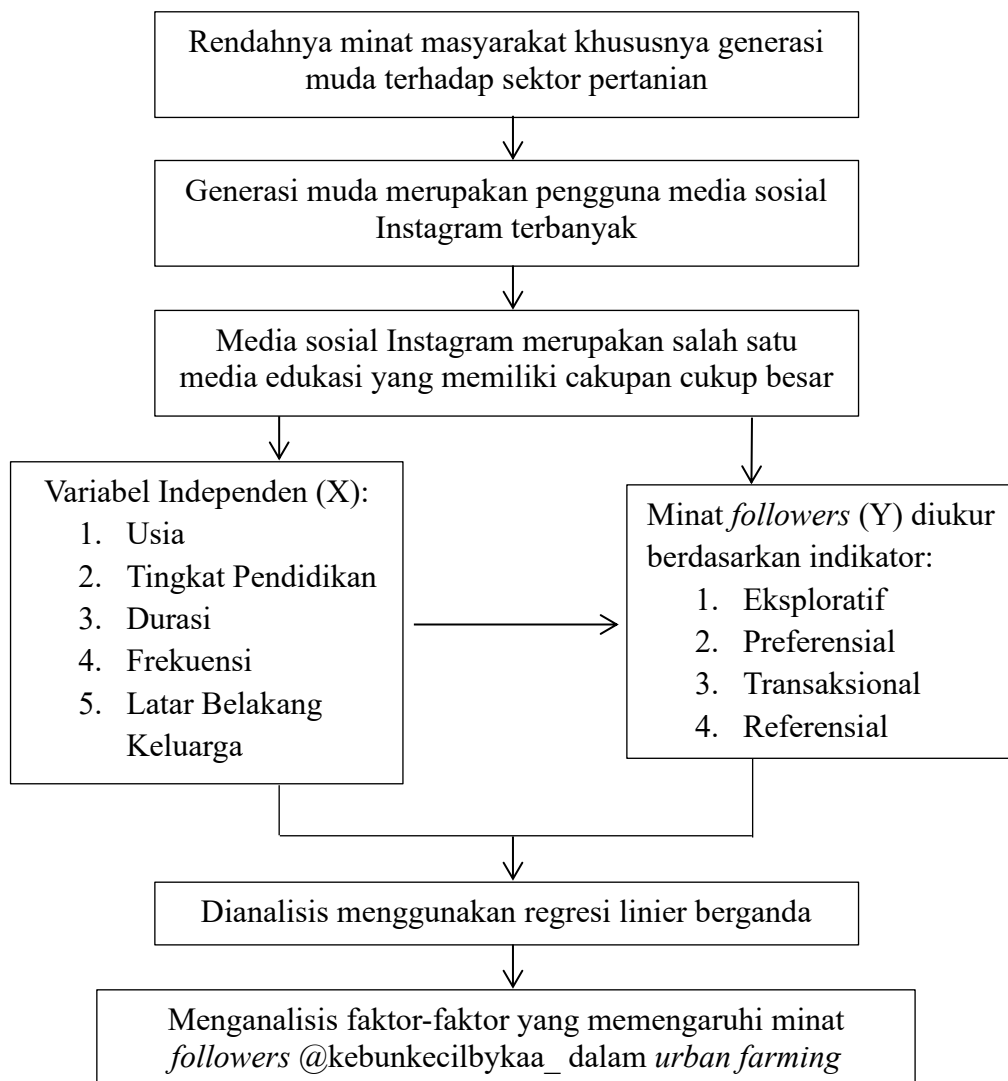 Rendahnya minat masyarakat khususnya generasi
muda terhadap sektor pertanian
Generasi muda merupakan pengguna media sosial
Instagram terbanyak
Media sosial Instagram merupakan salah satu
media edukasi yang memiliki cakupan cukup besar
Variabel Independen (X):
1. Usia
2. Tingkat Pendidikan
3. Durasi
4. Frekuensi
5. Latar Belakang
Keluarga
Minat followers (Y) diukur
berdasarkan indikator:
1. Eksploratif
2. Preferensial
3. Transaksional
4. Referensial
Dianalisis menggunakan regresi linier berganda
Menganalisis faktor-faktor yang memengaruhi minat
followers @kebunkecilbykaa_ dalam urban farming